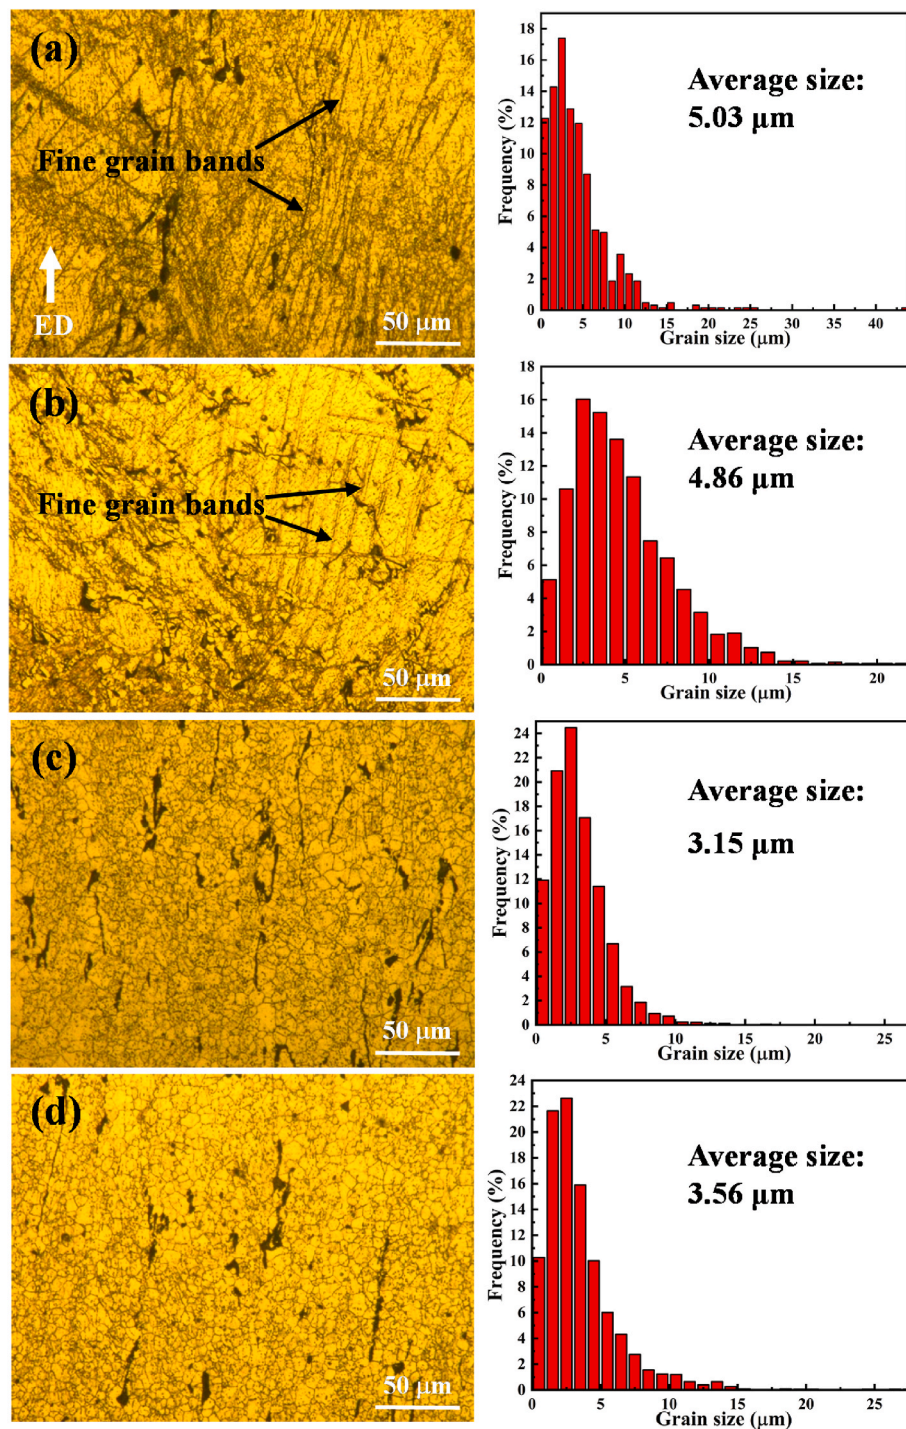 (a)
Fine grain bands
ED
50 μm
18
16
14
12
10
8
6
4
2
0
Frequency (%)
Average size:
5.03 μm
0 5 10 15 20 25 30 35 40
Grain size (μm)
(b)
Fine grain bands
50 μm
18
16
14
12
10
8
6
4
2
0
Frequency (%)
Average size:
4.86 μm
0 5 10 15 20
Grain size (μm)
(c)
50 μm
24
22
20
18
16
14
12
10
8
6
4
2
0
Frequency (%)
Average size:
3.15 μm
0 5 10 15 20 25
Grain size (μm)
(d)
50 μm
24
22
20
18
16
14
12
10
8
6
4
2
0
Frequency (%)
Average size:
3.56 μm
0 5 10 15 20 25
Grain size (μm)